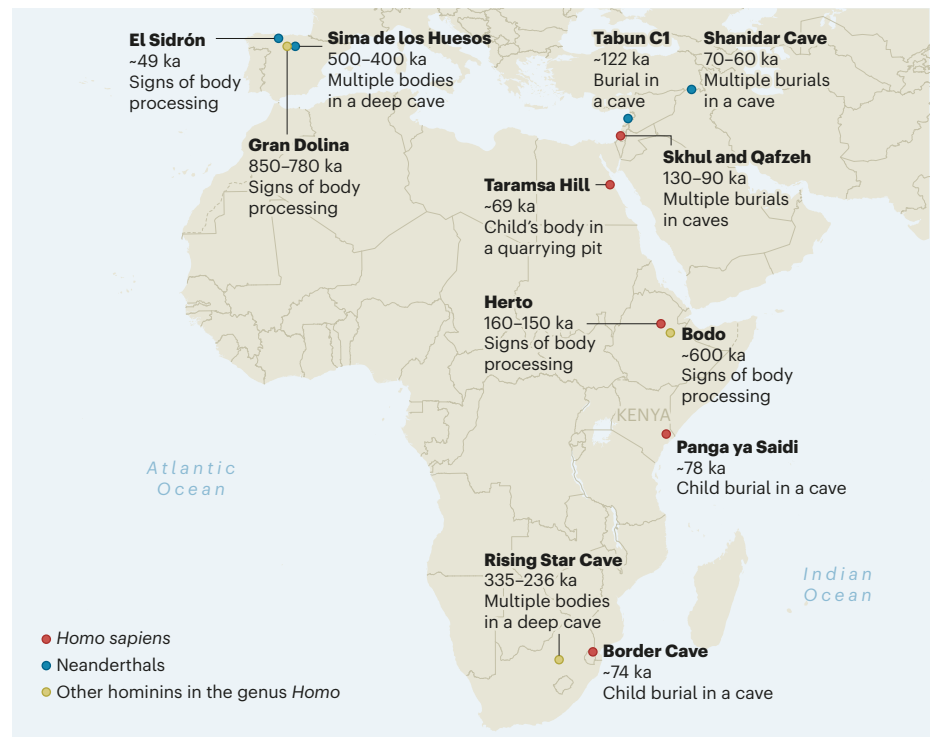 El Sidrón
~49 ka
Signs of body
processing
Sima de los Huesos
500–400 ka
Multiple bodies
in a deep cave
Tabun C1
~122 ka
Burial in
a cave
Shanidar Cave
70–60 ka
Multiple burials
in a cave
Gran Dolina
850–780 ka
Signs of body
processing
Skhul and Qafzeh
130–90 ka
Multiple burials
in caves
Taramsa Hill
~69 ka
Child’s body in
a quarrying pit
Herto
160–150 ka
Signs of body
processing
Bodo
~600 ka
Signs of body
processing
KENYA
Panga ya Saidi
~78 ka
Child burial in a cave
Atlantic
Ocean
Rising Star Cave
335–236 ka
Multiple bodies
in a deep cave
Indian
Ocean
Border Cave
~74 ka
Child burial in a cave
Homo sapiens
Neanderthals
Other hominins in the genus Homo